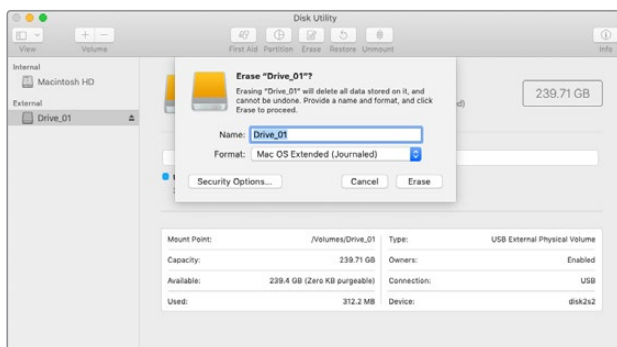 Disk Utility
View
Volume
First Aid Partition Erase Restore Unmount
Info
Internal
Macintosh HD
External
Drive_01
Erase “Drive_01”?
Erasing “Drive_01” will delete all data stored on it, and
cannot be undone. Provide a name and format, and click
Erase to proceed.
239.71 GB
Name: Drive_01
Format: Mac OS Extended (Journaled)
Security Options... Cancel Erase
Mount Point: /Volumes/Drive_01 Type: USB External Physical Volume
Capacity: 239.71 GB Owners: Enabled
Available: 239.4 GB (Zero KB purgeable) Connection: USB
Used: 312.2 MB Device: disk2s2